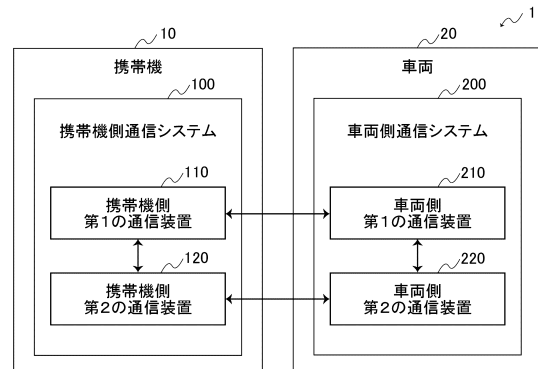 1
10
携帯機
100
携帯機側通信システム
110
携帯機側
第1の通信装置
120
携帯機側
第2の通信装置
20
車両
200
車両側通信システム
210
車両側
第1の通信装置
220
車両側
第2の通信装置